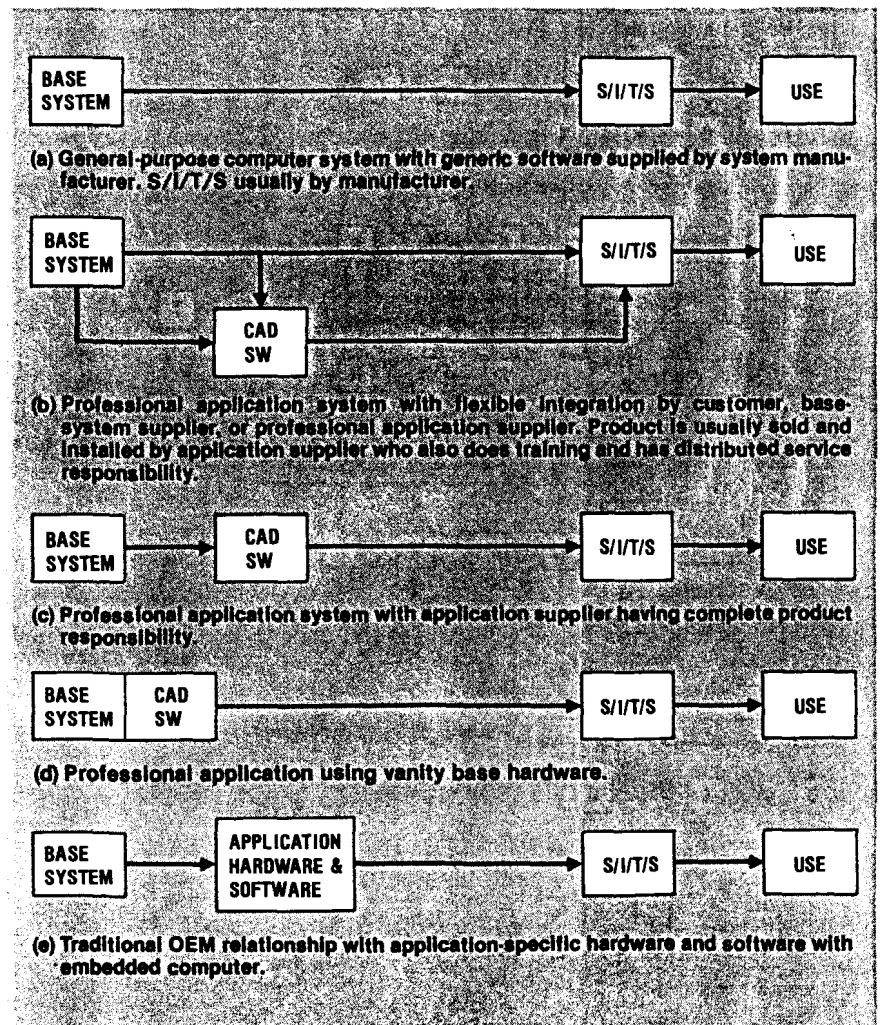 BASE
SYSTEM
S/I/T/S
USE
(a) General-purpose computer system with generic software supplied by system manu-
facturer. S/I/T/S usually by manufacturer.
BASE
SYSTEM
S/I/T/S
USE
CAD
SW
(b) Professional application system with flexible integration by customer, base-
system supplier, or professional application supplier. Product is usually sold and
installed by application supplier who also does training and has distributed service
responsibility.
BASE
SYSTEM
CAD
SW
S/I/T/S
USE
(c) Professional application system with application supplier having complete product
responsibility.
BASE
SYSTEM
CAD
SW
S/I/T/S
USE
(d) Professional application using vanity base hardware.
BASE
SYSTEM
APPLICATION
HARDWARE &
SOFTWARE
S/I/T/S
USE
(e) Traditional OEM relationship with application-specific hardware and software with
embedded computer.